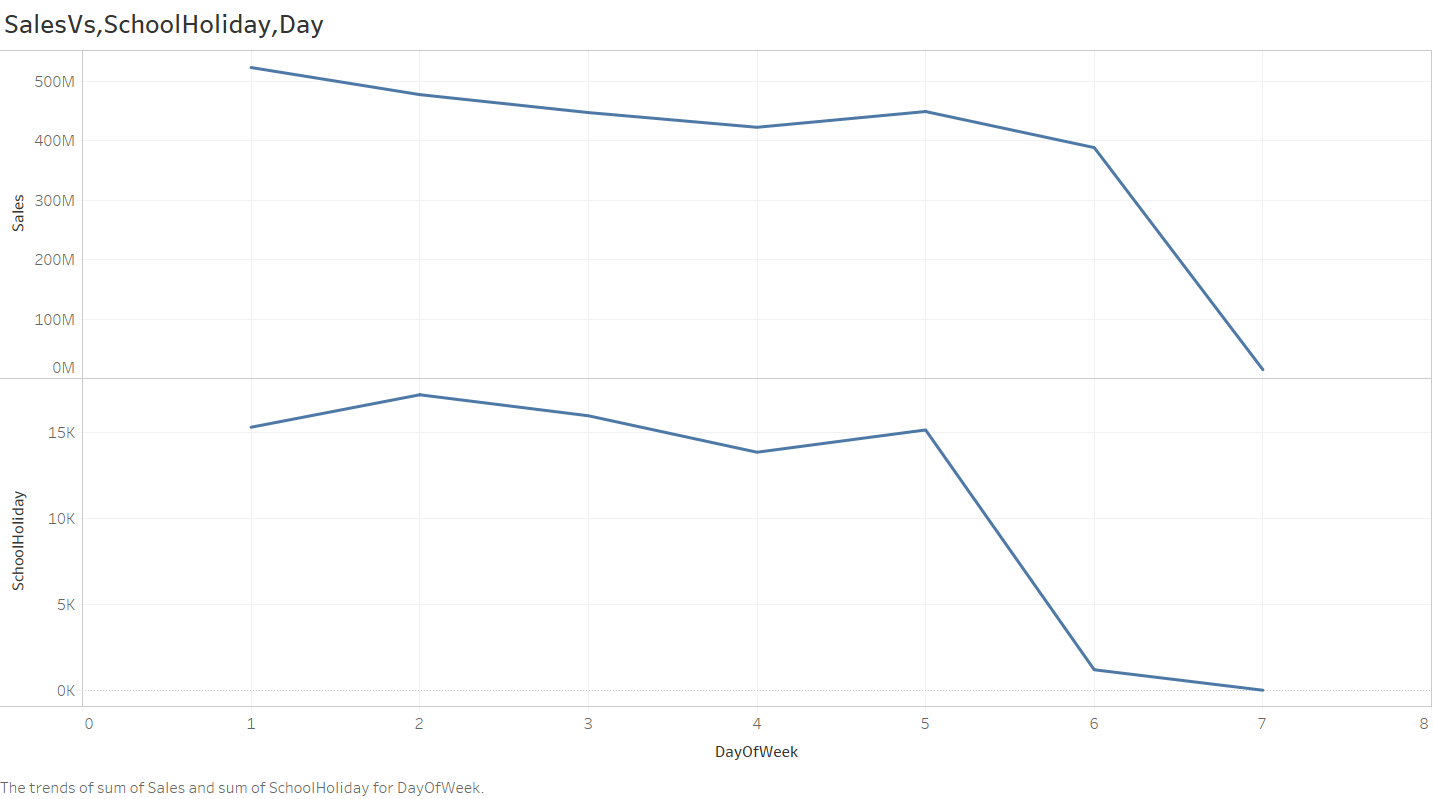 SalesVs,SchoolHoliday,Day
500M
400M
300M
200M
100M
0M
Sales
15K
10K
5K
0K
SchoolHoliday
0 1 2 3 4 5 6 7 8
DayOfWeek
The trends of sum of Sales and sum of SchoolHoliday for DayOfWeek.